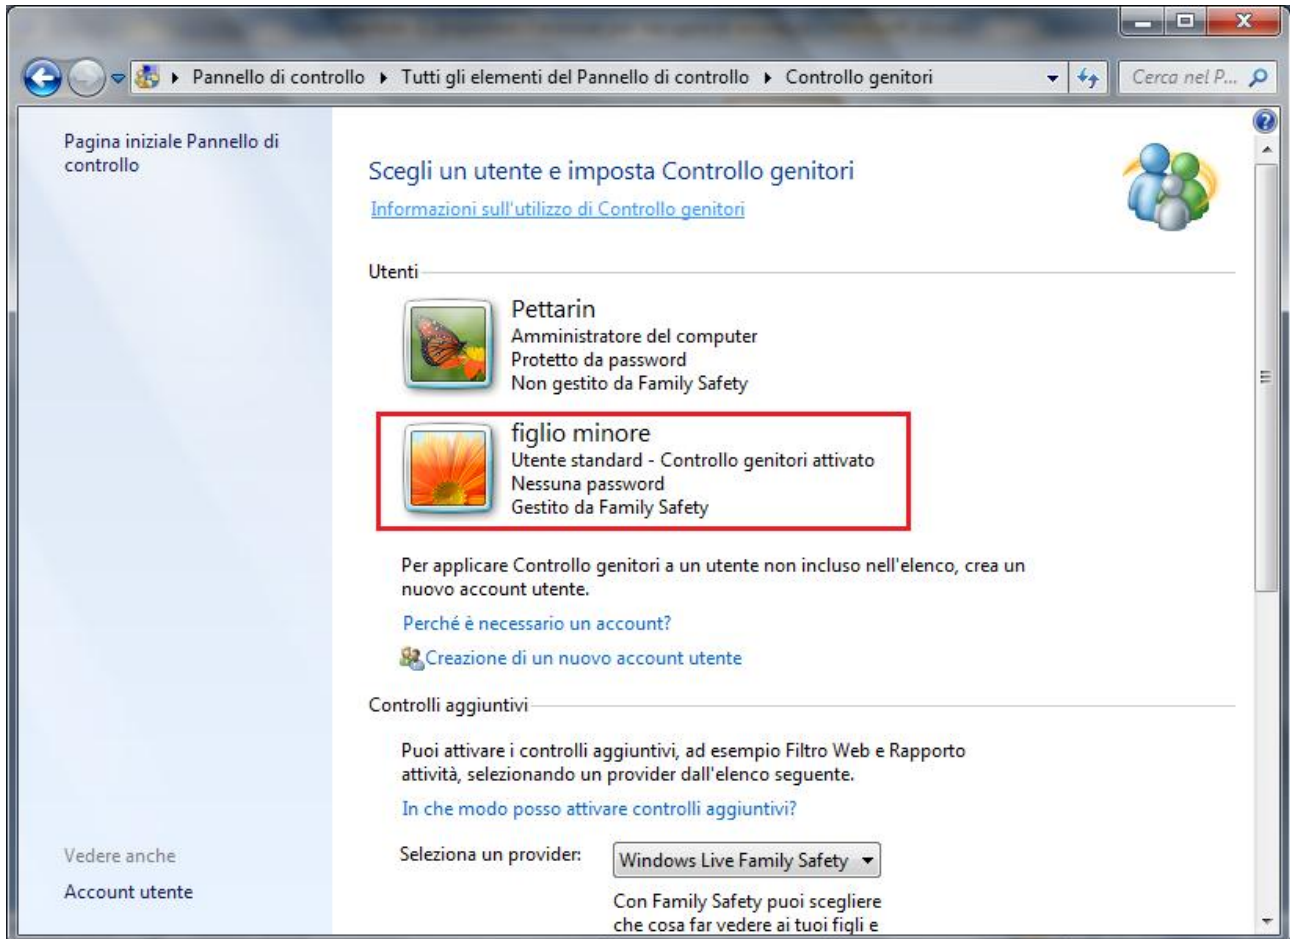 Pannello di controllo ▸ Tutti gli elementi del Pannello di controllo ▸ Controllo genitori
Cerca nel P...
Pagina iniziale Pannello di
controllo
Scegli un utente e imposta Controllo genitori
Informazioni sull'utilizzo di Controllo genitori
Utenti
Pettarin
Amministratore del computer
Protetto da password
Non gestito da Family Safety
figlio minore
Utente standard - Controllo genitori attivato
Nessuna password
Gestito da Family Safety
Per applicare Controllo genitori a un utente non incluso nell'elenco, crea un
nuovo account utente.
Perché è necessario un account?
Creazione di un nuovo account utente
Controlli aggiuntivi
Puoi attivare i controlli aggiuntivi, ad esempio Filtro Web e Rapporto
attività, selezionando un provider dall'elenco seguente.
In che modo posso attivare controlli aggiuntivi?
Seleziona un provider:
Windows Live Family Safety
Con Family Safety puoi scegliere
che cosa far vedere ai tuoi figli e
Vedere anche
Account utente